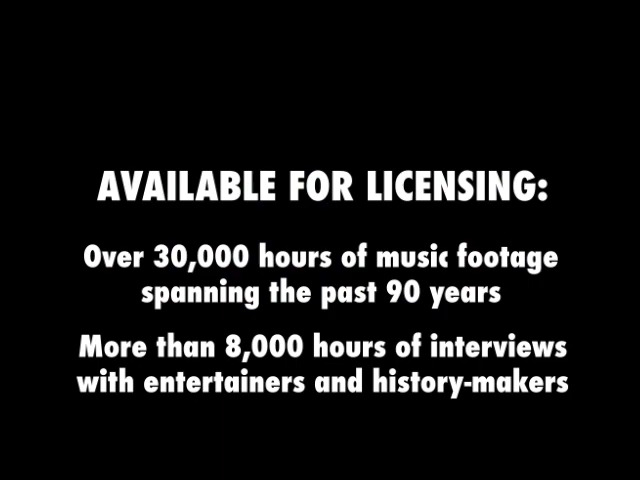 AVAILABLE FOR LICENSING:
Over 30,000 hours of music footage
spanning the past 90 years
More than 8,000 hours of interviews
with entertainers and history-makers